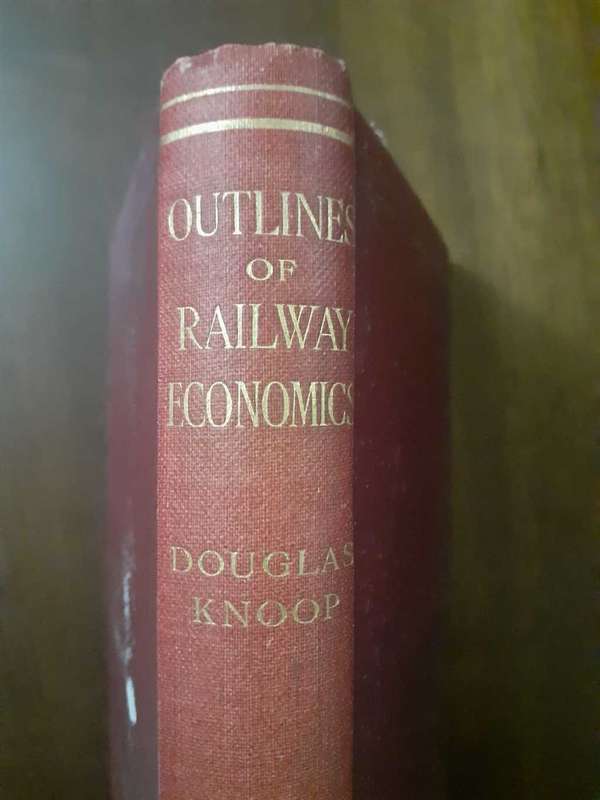 OUTLINES
OF
RAILWAY
ECONOMICS
DOUGLAS
KNOOP